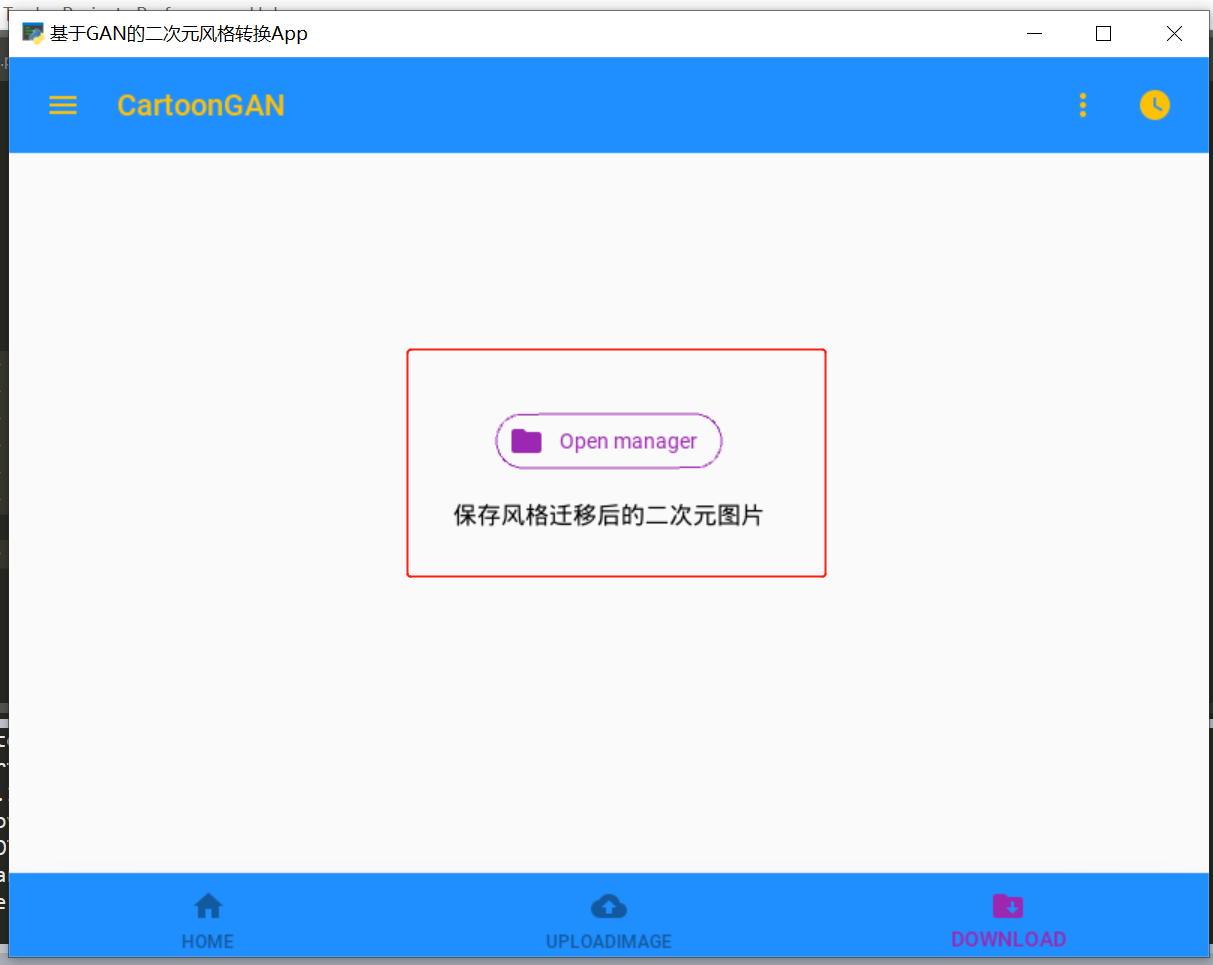 基于GAN的二次元风格转换App
CartoonGAN
Open manager
保存风格迁移后的二次元图片
HOME
UPLOADIMAGE
DOWNLOAD